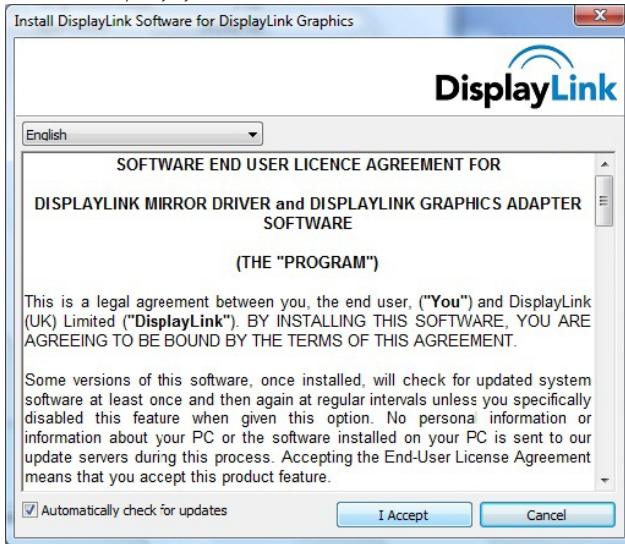 Install DisplayLink Software for DisplayLink Graphics
DisplayLink
English
SOFTWARE END USER LICENCE AGREEMENT FOR
DISPLAYLINK MIRROR DRIVER and DISPLAYLINK GRAPHICS ADAPTER
SOFTWARE
(THE "PROGRAM")
This is a legal agreement between you, the end user, ("You") and DisplayLink
(UK) Limited ("DisplayLink"). BY INSTALLING THIS SOFTWARE, YOU ARE
AGREEING TO BE BOUND BY THE TERMS OF THIS AGREEMENT.
Some versions of this software, once installed, will check for updated system
software at least once and then again at regular intervals unless you specifically
disabled this feature when given this option. No personal information or
information about your PC or the software installed on your PC is sent to our
update servers during this process. Accepting the End-User License Agreement
means that you accept this product feature.
Automatically check for updates
I Accept
Cancel